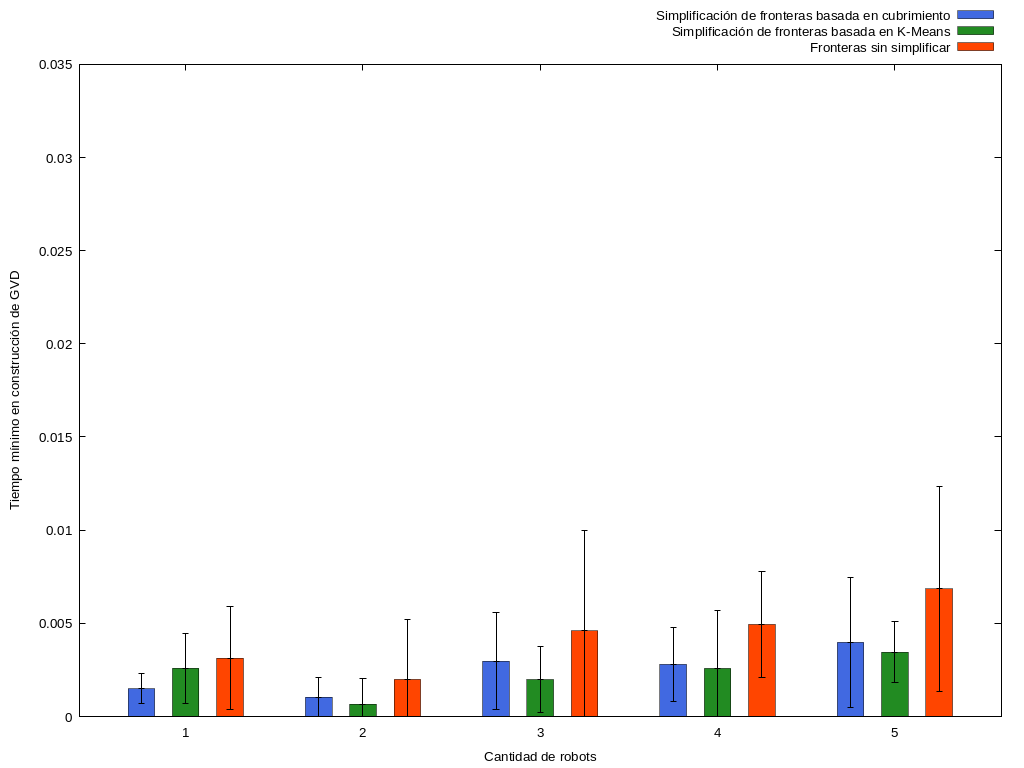 Simplificación de fronteras basada en cubrimiento
Simplificación de fronteras basada en K-Means
Fronteras sin simplificar
0.035
0.03
0.025
0.02
0.015
0.01
0.005
0
Tiempo mínimo en construcción de GVD
1 2 3 4 5
Cantidad de robots